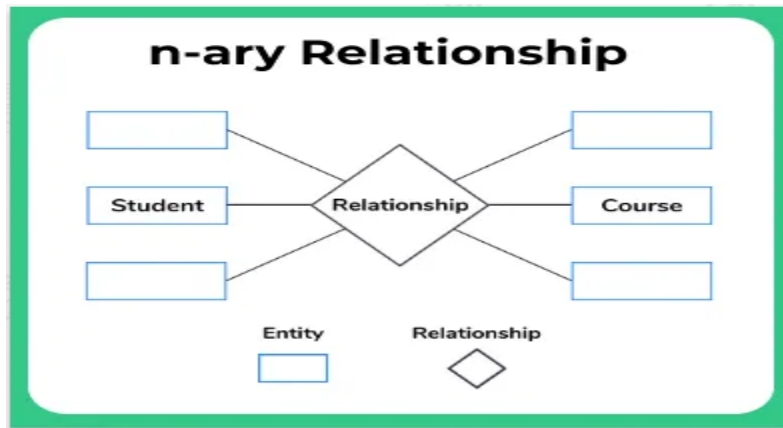 n-ary Relationship
Student
Relationship
Course
Entity
Relationship